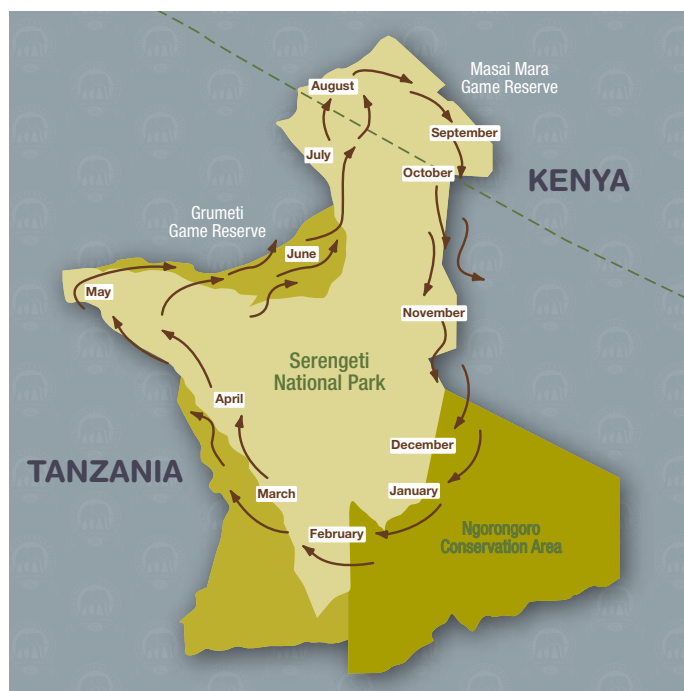 August
Masai Mara
Game Reserve
September
July
October
KENYA
Grumeti
Game Reserve
June
May
November
Serengeti
National Park
April
December
TANZANIA
March
January
February
Ngorongoro
Conservation Area